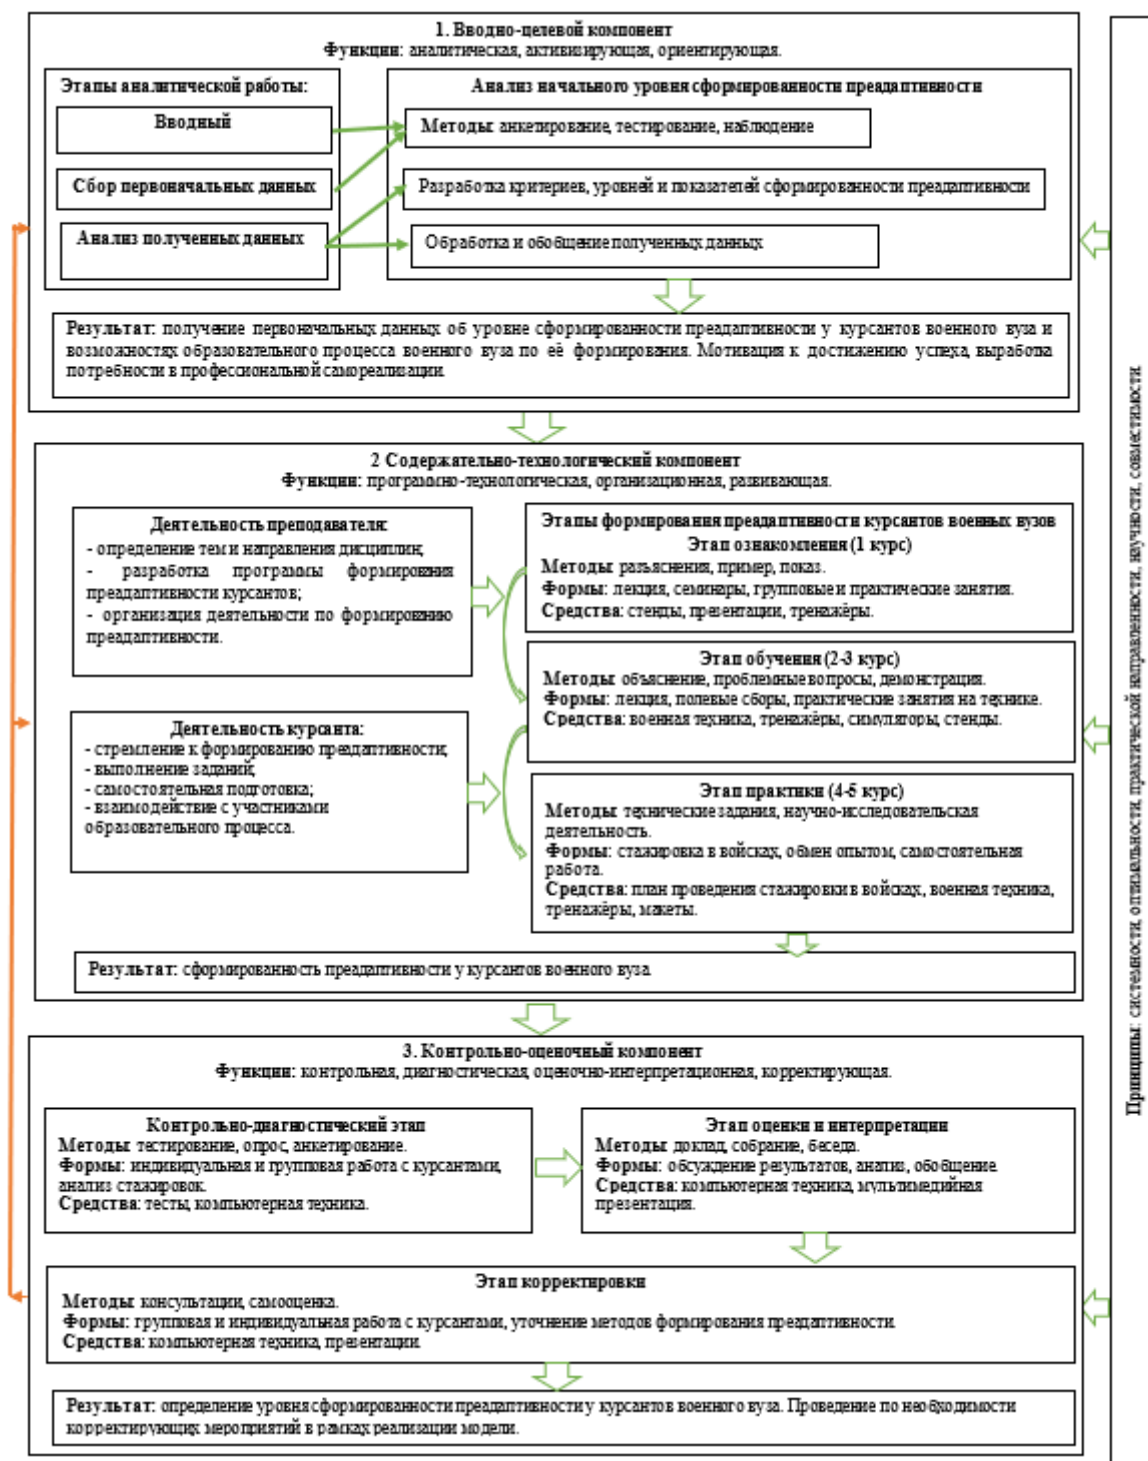 1. Вводно-целевой компонент
Функции: аналитическая, активизирующая, ориентирующая.
Этапы аналитической работы:
Вводный
Сбор первоначальных данных
Анализ полученных данных
Анализ начального уровня сформированности преадаптивности
Методы: анкетирование, тестирование, наблюдение
Разработка критериев, уровней и показателей сформированности преадаптивности
Обработка и обобщение полученных данных
Результат: получение первоначальных данных об уровне сформированности преадаптивности у курсантов военного вуза и
возможностях образовательного процесса военного вуза по её формирования. Мотивация к достижению успеха, выработка
потребности в профессиональной самореализации.
2 Содержательно-технологический компонент
Функции: программно-технологическая, организационная, развивающая.
Деятельность преподавателя:
- определение тем и направления дисциплин;
- разработка программы формирования
преадаптивности курсантов;
- организация деятельности по формированию
преадаптивности.
Деятельность курсанта:
- стремление к формированию преадаптивности;
- выполнение заданий;
- самостоятельная подготовка;
- взаимодействие с участниками
образовательного процесса.
Этапы формирования преадаптивности курсантов военных вузов
Этап ознакомления (1 курс)
Методы: разъяснения, пример, показ.
Формы: лекция, семинары, групповые и практические занятия.
Средства: стенды, презентации, тренажёры.
Этап обучения (2-3 курс)
Методы: объяснение, проблемные вопросы, демонстрация.
Формы: лекция, полевые сборы, практические занятия на технике.
Средства: военная техника, тренажёры, симуляторы, стенды.
Этап практики (4-5 курс)
Методы: технические задания, научно-исследовательская
деятельность.
Формы: стажировка в войсках, обмен опытом, самостоятельная
работа.
Средства: план проведения стажировки в войсках, военная техника,
тренажёры, макеты.
Результат: сформированность преадаптивности у курсантов военного вуза.
3. Контрольно-оценочный компонент
Функции: контрольная, диагностическая, оценочно-интерпретационная, корректирующая.
Контрольно-диагностический этап
Методы: тестирование, опрос, анкетирование.
Формы: индивидуальная и групповая работа с курсантами,
анализ стажировок.
Средства: тесты, компьютерная техника.
Этап оценки и интерпретации
Методы: доклад, собрание, беседа.
Формы: обсуждение результатов, анализ, обобщение.
Средства: компьютерная техника, мультимедийная
презентация.
Этап корректировки
Методы: консультации, самооценка.
Формы: групповая и индивидуальная работа с курсантами, уточнение методов формирования преадаптивности.
Средства: компьютерная техника, презентации.
Результат: определение уровня сформированности преадаптивности у курсантов военного вуза. Проведение по необходимости
корректирующих мероприятий в рамках реализации модели.
Принципы: системности, оптимальности, практической направленности, научности, совместимости